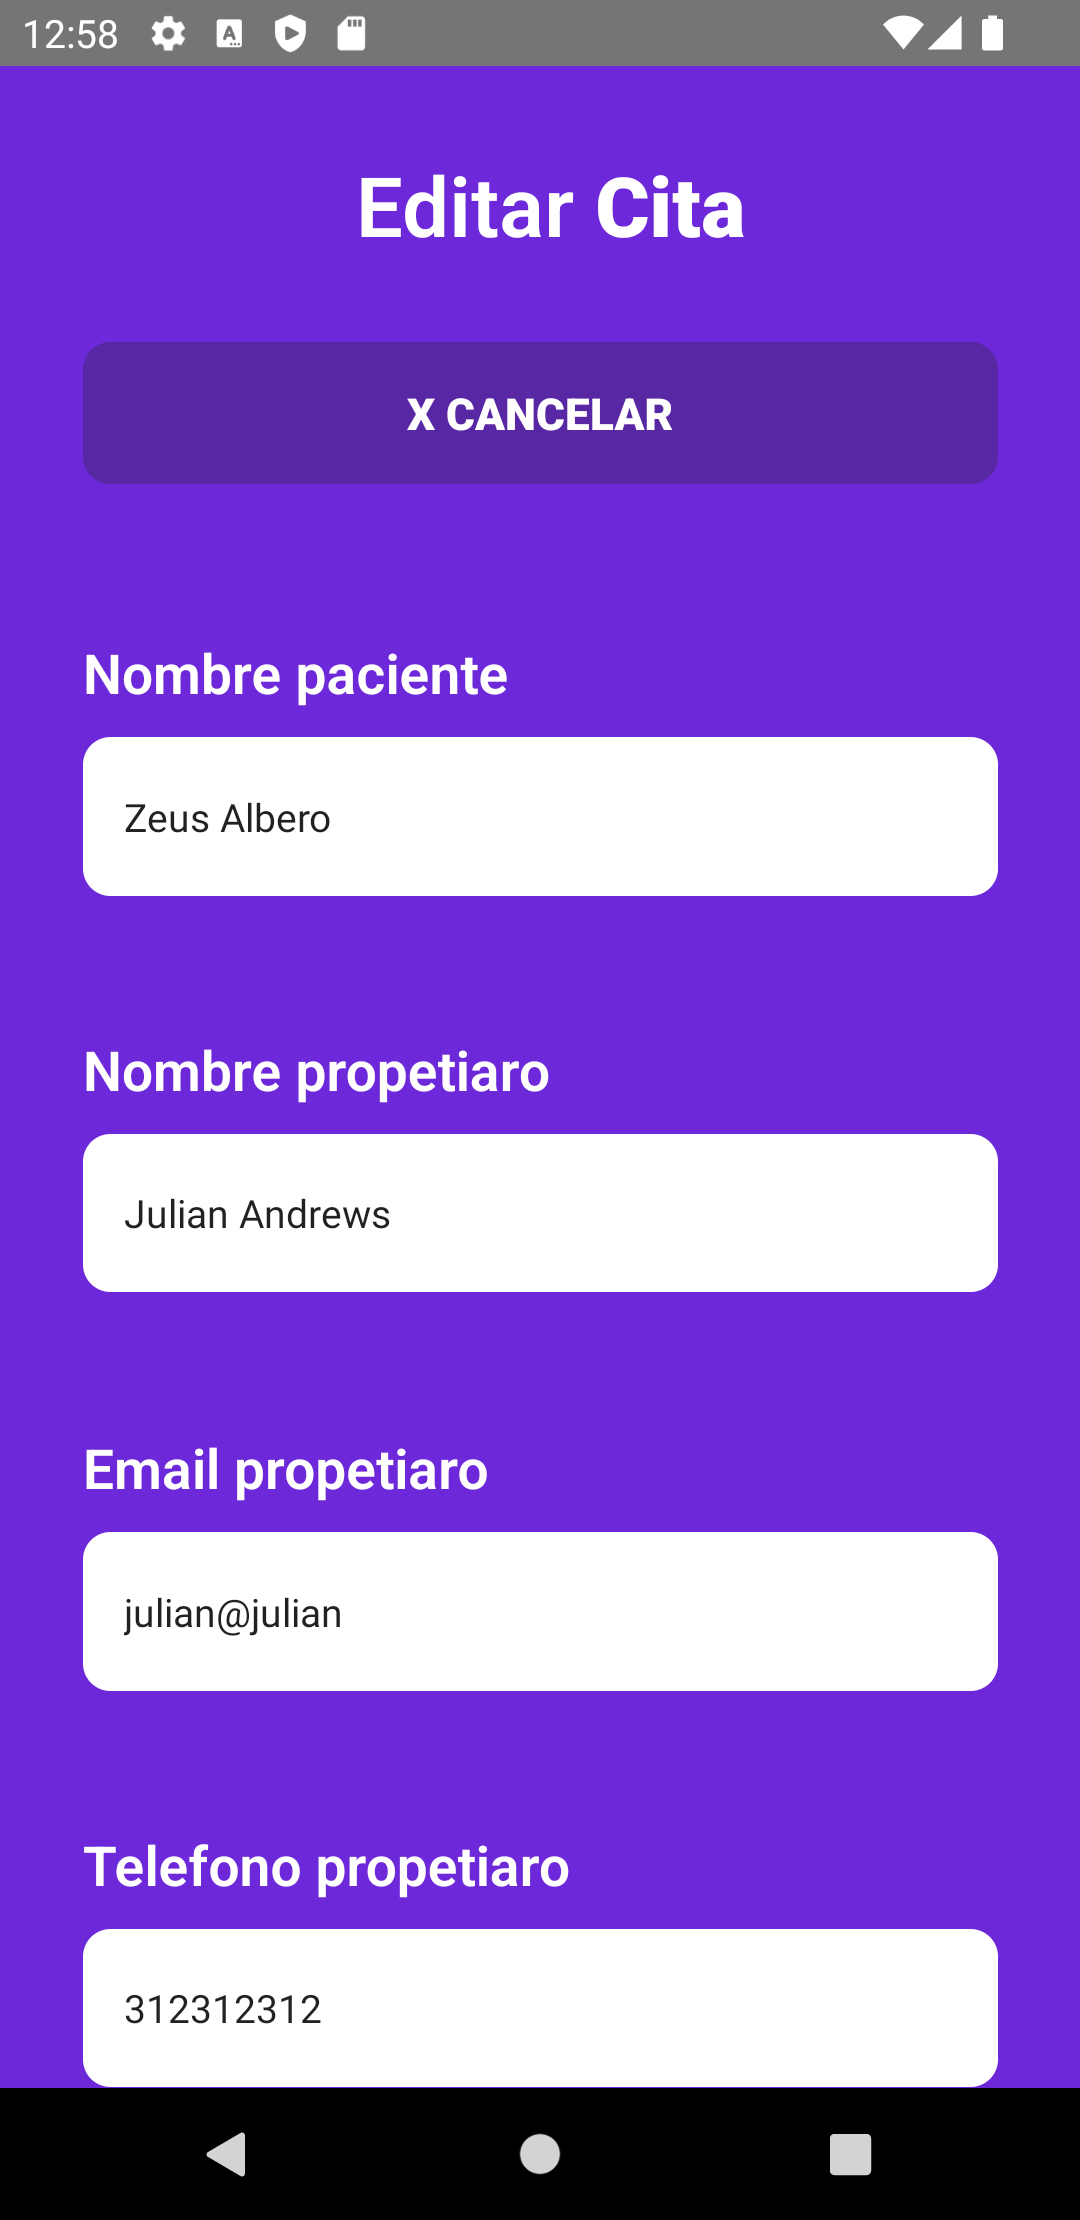 12:58
Editar Cita
X CANCELAR
Nombre paciente
Zeus Albero
Nombre propetiaro
Julian Andrews
Email propetiaro
julian@julian
Telefono propetiaro
312312312